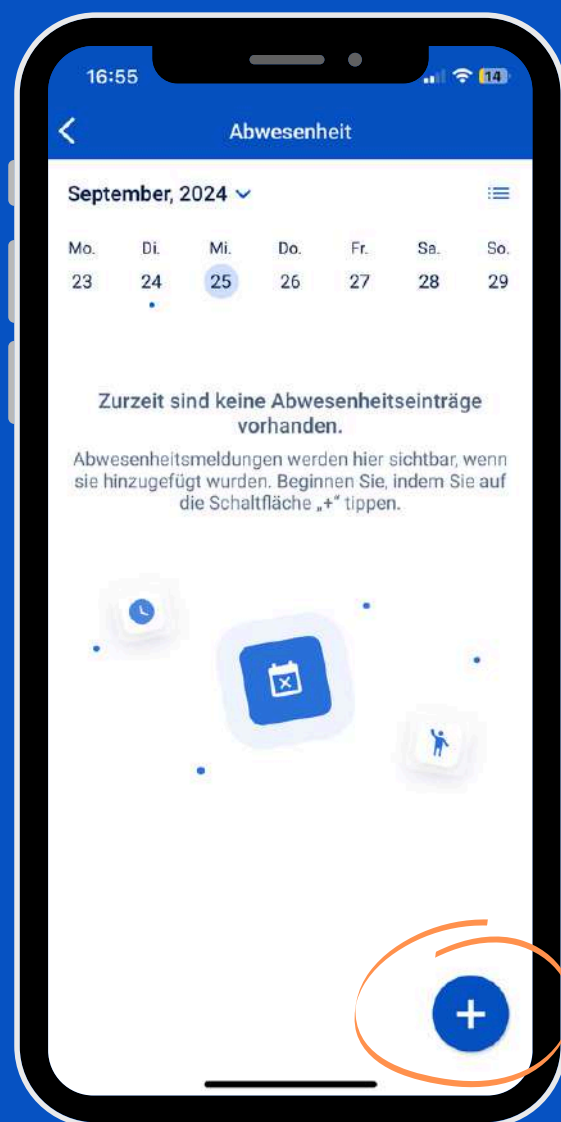 16:55
14
Abwesenheit
September, 2024
Mo. Di. Mi. Do. Fr. Sa. So.
23 24 25 26 27 28 29
Zurzeit sind keine Abwesenheitseinträge
vorhanden.
Abwesenheitsmeldungen werden hier sichtbar, wenn
sie hinzugefügt wurden. Beginnen Sie, indem Sie auf
die Schaltfläche „+“ tippen.
+